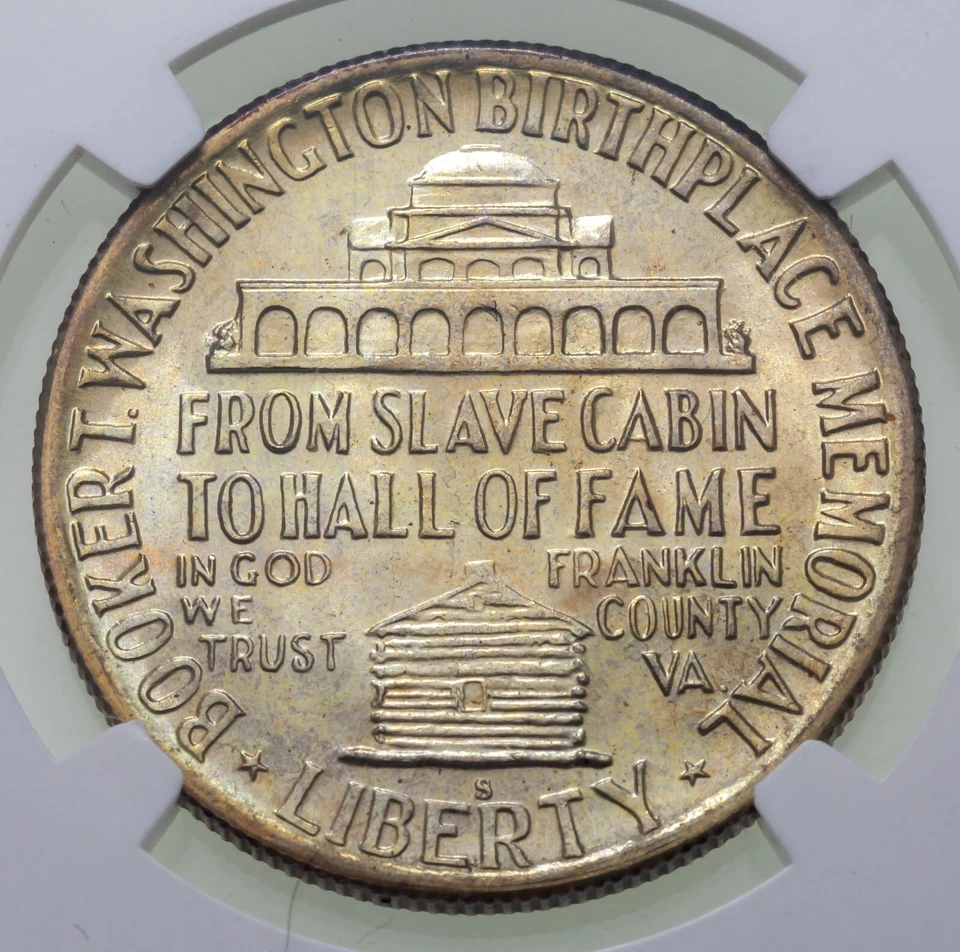 BOOKER T. WASHINGTON BIRTHPLACE MEMORIAL
FROM SLAVE CABIN
TO HALL OF FAME
IN GOD
WE
TRUST
FRANKLIN
COUNTY
VA.
S
LIBERTY